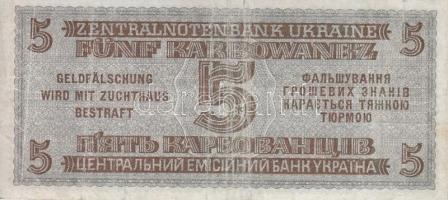 5 ZENTRALNOTENBANK UKRAINE 5
FÜNF KARBOWANEZ
GELDFÄLSCHUNG
WIRD MIT ZUCHTHAUS
BESTRAFT
5
ФАЛЬШУВАННЯ
ГРОШЕВИХ ЗНАКІВ
КАРАЄТЬСЯ ТЯЖКОЮ
ТЮРМОЮ
П'ЯТЬ КАРБОВАНЦІВ
5 ЦЕНТРАЛЬНИЙ ЕМІСІЙНИЙ БАНК УКРАЇНА 5